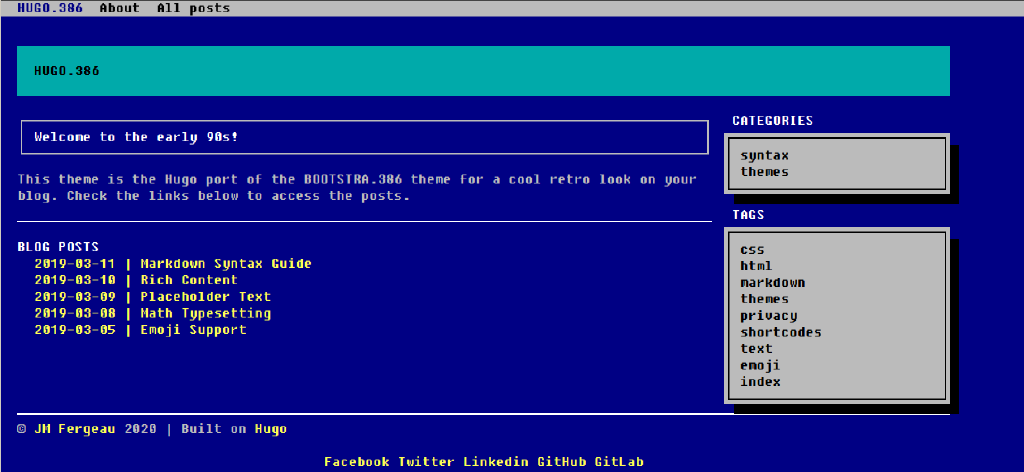 HUGO.386 About All posts
HUGO.386
Welcome to the early 90s!
This theme is the Hugo port of the BOOTSTRA.386 theme for a cool retro look on your
blog. Check the links below to access the posts.
BLOG POSTS
2019-03-11 | Markdown Syntax Guide
2019-03-10 | Rich Content
2019-03-09 | Placeholder Text
2019-03-08 | Math Typesetting
2019-03-05 | Emoji Support
CATEGORIES
syntax
themes
TAGS
css
html
markdown
themes
privacy
shortcodes
text
emoji
index
© JM Fergeau 2020 | Built on Hugo
Facebook Twitter Linkedin GitHub GitLab